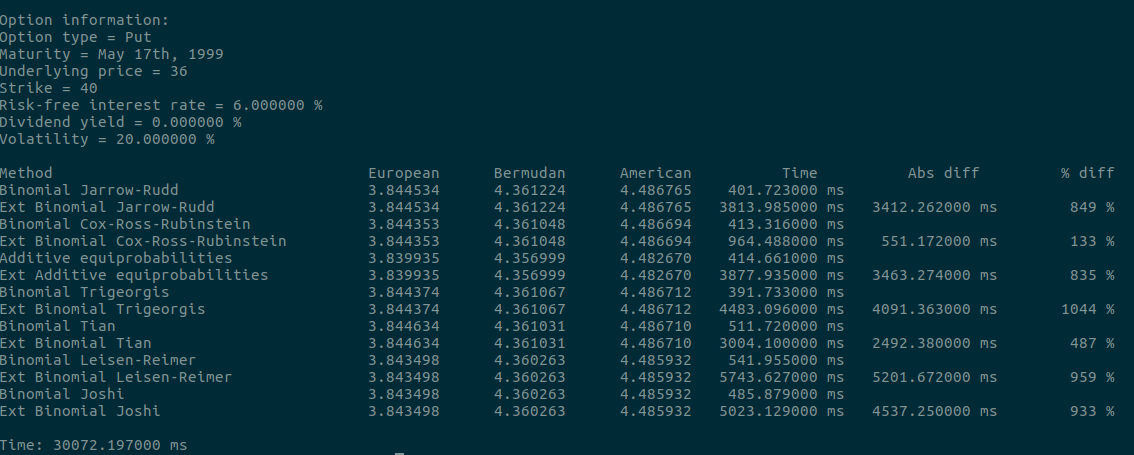 Option information:
Option type = Put
Maturity = May 17th, 1999
Underlying price = 36
Strike = 40
Risk-free interest rate = 6.000000 %
Dividend yield = 0.000000 %
Volatility = 20.000000 %
Method European Bermudan American Time Abs diff % diff
Binomial Jarrow-Rudd 3.844534 4.361224 4.486765 401.723000 ms
Ext Binomial Jarrow-Rudd 3.844534 4.361224 4.486765 3813.985000 ms 3412.262000 ms 849 %
Binomial Cox-Ross-Rubinstein 3.844353 4.361048 4.486694 413.316000 ms
Ext Binomial Cox-Ross-Rubinstein 3.844353 4.361048 4.486694 964.488000 ms 551.172000 ms 133 %
Additive equiprobabilities 3.839935 4.356999 4.482670 414.661000 ms
Ext Additive equiprobabilities 3.839935 4.356999 4.482670 3877.935000 ms 3463.274000 ms 835 %
Binomial Trigeorgis 3.844374 4.361067 4.486712 391.733000 ms
Ext Binomial Trigeorgis 3.844374 4.361067 4.486712 4483.096000 ms 4091.363000 ms 1044 %
Binomial Tian 3.844634 4.361031 4.486710 511.720000 ms
Ext Binomial Tian 3.844634 4.361031 4.486710 3004.100000 ms 2492.380000 ms 487 %
Binomial Leisen-Reimer 3.843498 4.360263 4.485932 541.955000 ms
Ext Binomial Leisen-Reimer 3.843498 4.360263 4.485932 5743.627000 ms 5201.672000 ms 959 %
Binomial Joshi 3.843498 4.360263 4.485932 485.879000 ms
Ext Binomial Joshi 3.843498 4.360263 4.485932 5023.129000 ms 4537.250000 ms 933 %
Time: 30072.197000 ms